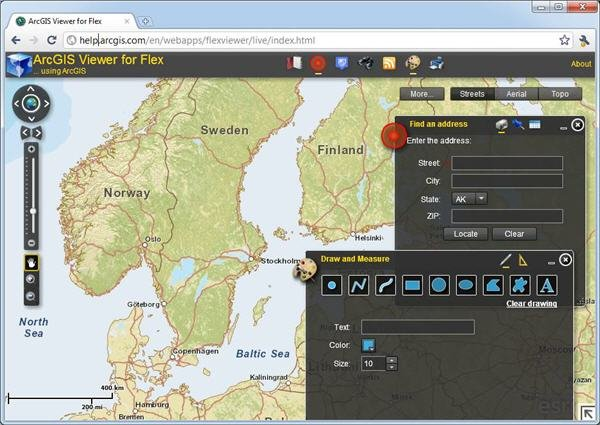 ArcGIS Viewer for Flex
help.arcgis.com/en/webapps/flexviewer/live/index.html
ArcGIS Viewer for Flex
... using ArcGIS
About
More...
Streets
Aerial
Topo
Find an address
Enter the address:
Street:
City:
State:
AK
ZIP:
Locate
Clear
Sweden
Finland
Norway
Oslo
Helsinki
Stockholm
Draw and Measure
A
Clear drawing
Text:
Color:
Size:
10
Göteborg
North
Sea
Copenhagen
Baltic Sea
Kaliningrad
Lithuania
Moscow
400 km
200 mi
Hamburg
Bremen
Berlin
esri